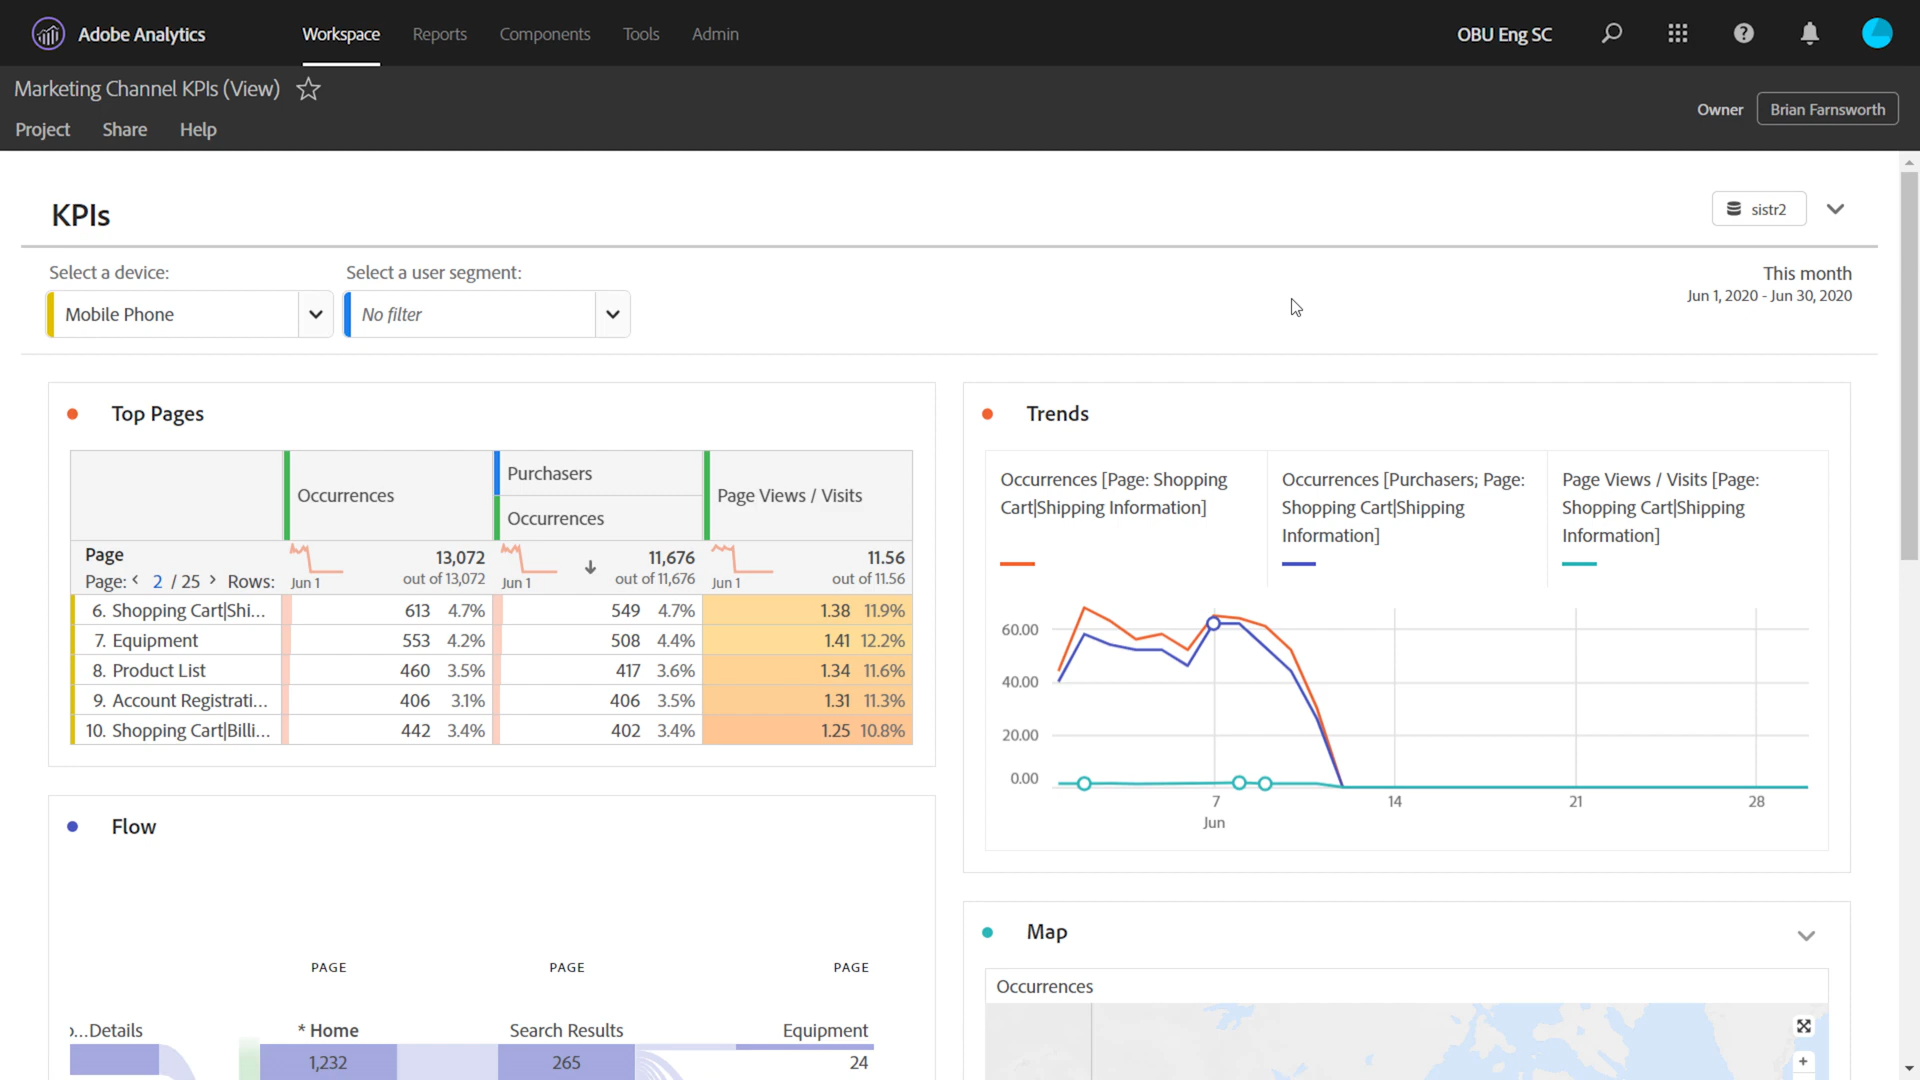 Adobe Analytics
Workspace
Reports
Components
Tools
Admin
OBU Eng SC
Marketing Channel KPIs (View)
Project
Share
Help
Owner
Brian Farnsworth
KPIs
sistr2
Select a device:
Mobile Phone
Select a user segment:
No filter
This month
Jun 1, 2020 - Jun 30, 2020
Top Pages
Occurrences
Purchasers
Occurrences
Page Views / Visits
Page
Page: < 2 / 25 > Rows:
Jun 1
13,072
out of 13,072
Jun 1
11,676
out of 11,676
Jun 1
11.56
out of 11.56
6. Shopping Cart|Shi... 613 4.7% 549 4.7% 1.38 11.9%
7. Equipment 553 4.2% 508 4.4% 1.41 12.2%
8. Product List 460 3.5% 417 3.6% 1.34 11.6%
9. Account Registrati... 406 3.1% 406 3.5% 1.31 11.3%
10. Shopping Cart|Billi... 442 3.4% 402 3.4% 1.25 10.8%
Trends
Occurrences [Page: Shopping
Cart|Shipping Information]
Occurrences [Purchasers; Page:
Shopping Cart|Shipping
Information]
Page Views / Visits [Page:
Shopping Cart|Shipping
Information]
60.00
40.00
20.00
0.00
7 14 21 28
Jun
Flow
PAGE PAGE PAGE
...Details
* Home
Search Results
Equipment
1,232
265
24
Map
Occurrences
+